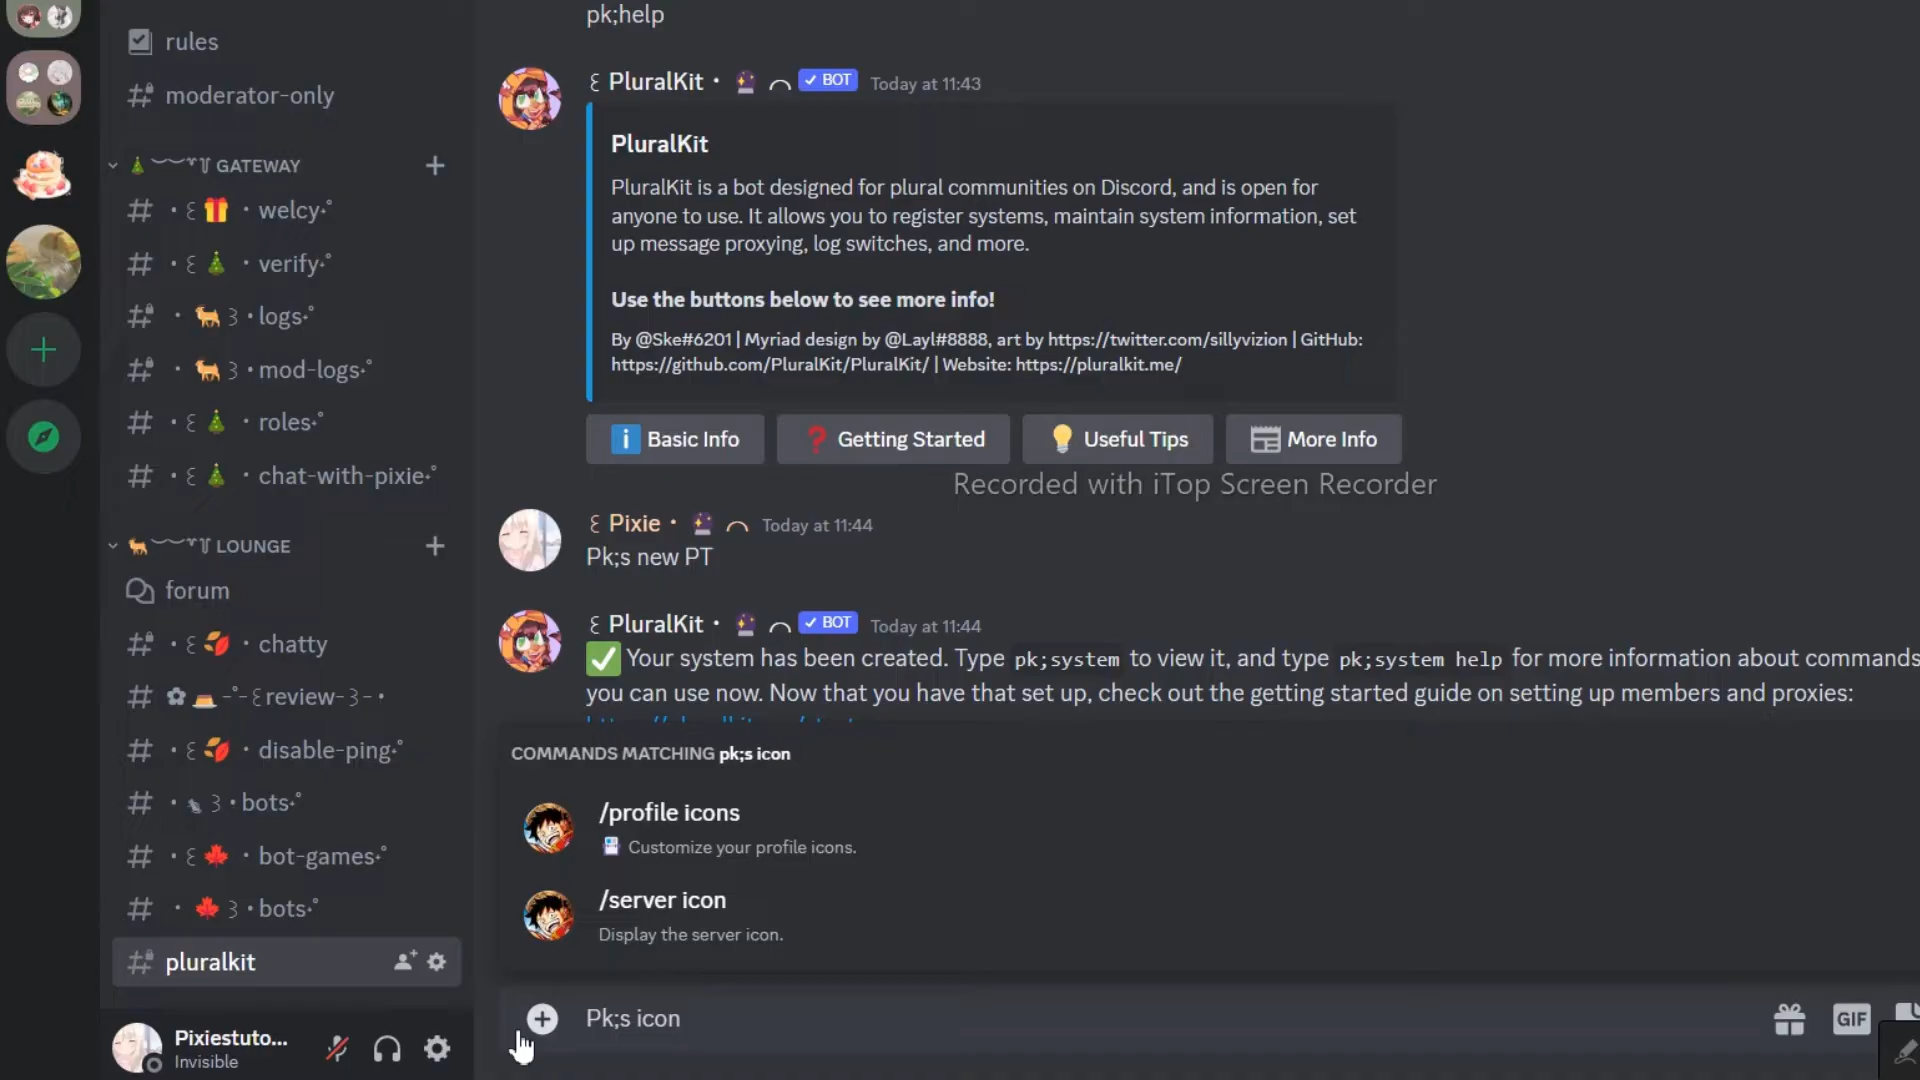 rules
moderator-only
GATEWAY
welcy
verify
logs
mod-logs
roles
chat-with-pixie
LOUNGE
forum
chatty
review
disable-ping
bots
bot-games
bots
pluralkit
Pixiestuto...
Invisible
pk;help
PluralKit · BOT Today at 11:43
PluralKit
PluralKit is a bot designed for plural communities on Discord, and is open for
anyone to use. It allows you to register systems, maintain system information, set
up message proxying, log switches, and more.
Use the buttons below to see more info!
By @Ske#6201 | Myriad design by @Layl#8888, art by https://twitter.com/sillyvizion | GitHub:
https://github.com/PluralKit/PluralKit/ | Website: https://pluralkit.me/
Basic Info Getting Started Useful Tips More Info
Recorded with iTop Screen Recorder
Pixie · Today at 11:44
Pk;s new PT
PluralKit · BOT Today at 11:44
Your system has been created. Type pk;system to view it, and type pk;system help for more information about commands
you can use now. Now that you have that set up, check out the getting started guide on setting up members and proxies:
COMMANDS MATCHING pk;s icon
/profile icons
Customize your profile icons.
/server icon
Display the server icon.
Pk;s icon
GIF